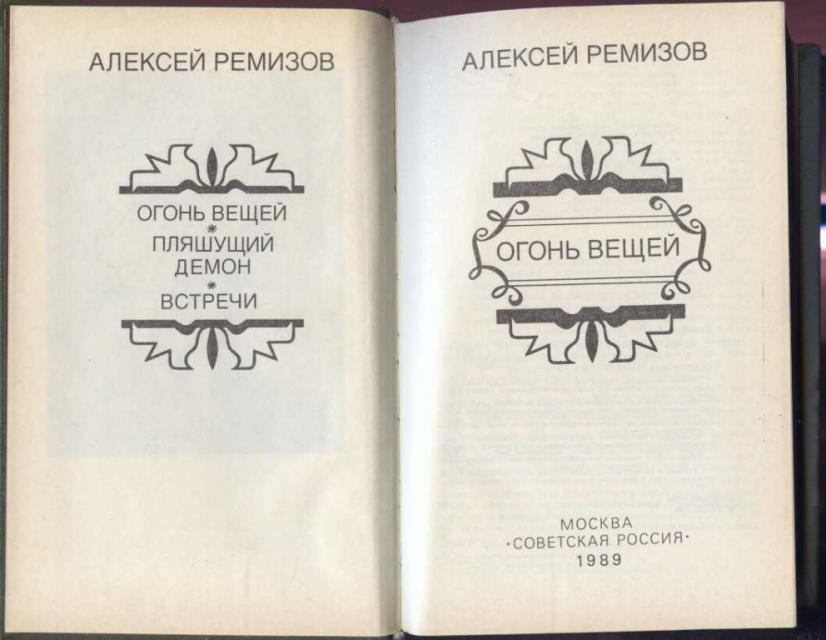 АЛЕКСЕЙ РЕМИЗОВ
ОГОНЬ ВЕЩЕЙ
*
ПЛЯШУЩИЙ
ДЕМОН
*
ВСТРЕЧИ
АЛЕКСЕЙ РЕМИЗОВ
ОГОНЬ ВЕЩЕЙ
МОСКВА
·СОВЕТСКАЯ РОССИЯ·
1989